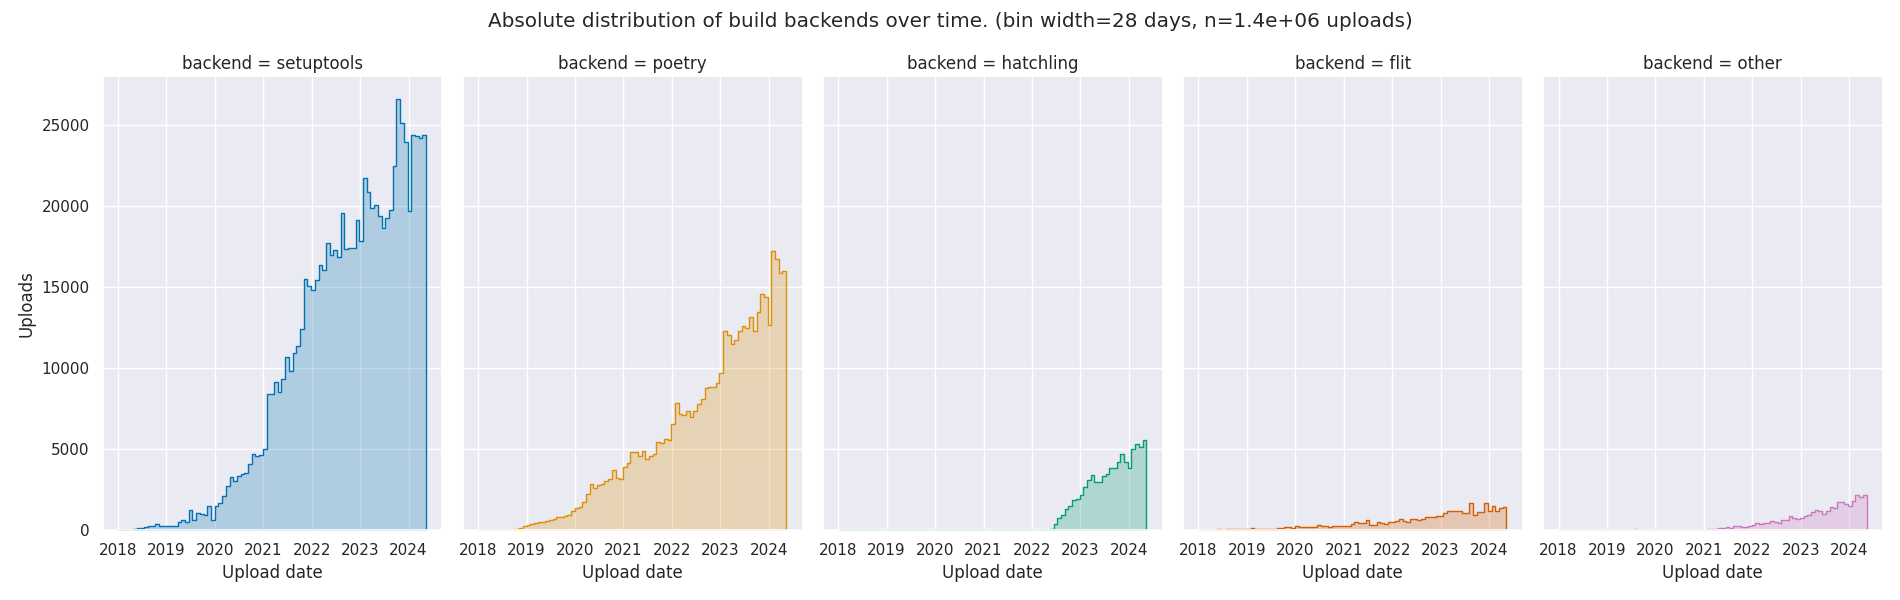 Absolute distribution of build backends over time. (bin width=28 days, n=1.4e+06 uploads)
backend = setuptools
backend = poetry
backend = hatchling
backend = flit
backend = other
Uploads
25000
20000
15000
10000
5000
0
2018 2019 2020 2021 2022 2023 2024
2018 2019 2020 2021 2022 2023 2024
2018 2019 2020 2021 2022 2023 2024
2018 2019 2020 2021 2022 2023 2024
2018 2019 2020 2021 2022 2023 2024
Upload date
Upload date
Upload date
Upload date
Upload date